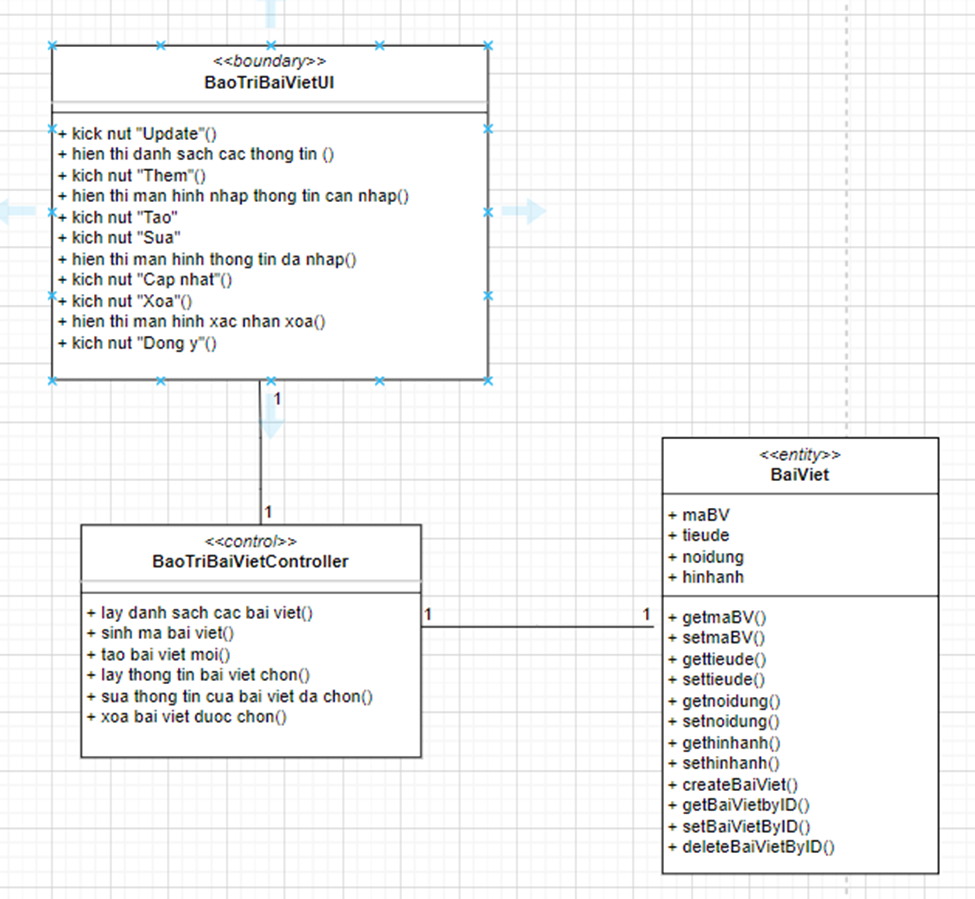 <<boundary>>
BaoTriBaiVietUI
+ kick nut "Update"()
+ hien thi danh sach cac thong tin ()
+ kich nut "Them"()
+ hien thi man hinh nhap thong tin can nhap()
+ kich nut "Tao"
+ kich nut "Sua"
+ hien thi man hinh thong tin da nhap()
+ kich nut "Cap nhat"()
+ kich nut "Xoa"()
+ hien thi man hinh xac nhan xoa()
+ kich nut "Dong y"()
1
1
<<control>>
BaoTriBaiVietController
+ lay danh sach cac bai viet()
+ sinh ma bai viet()
+ tao bai viet moi()
+ lay thong tin bai viet chon()
+ sua thong tin cua bai viet da chon()
+ xoa bai viet duoc chon()
1
1
<<entity>>
BaiViet
+ maBV
+ tieude
+ noidung
+ hinhanh
+ getmaBV()
+ setmaBV()
+ gettieude()
+ settieude()
+ getnoidung()
+ setnoidung()
+ gethinhanh()
+ sethinhanh()
+ createBaiViet()
+ getBaiVietbyID()
+ setBaiVietByID()
+ deleteBaiVietByID()